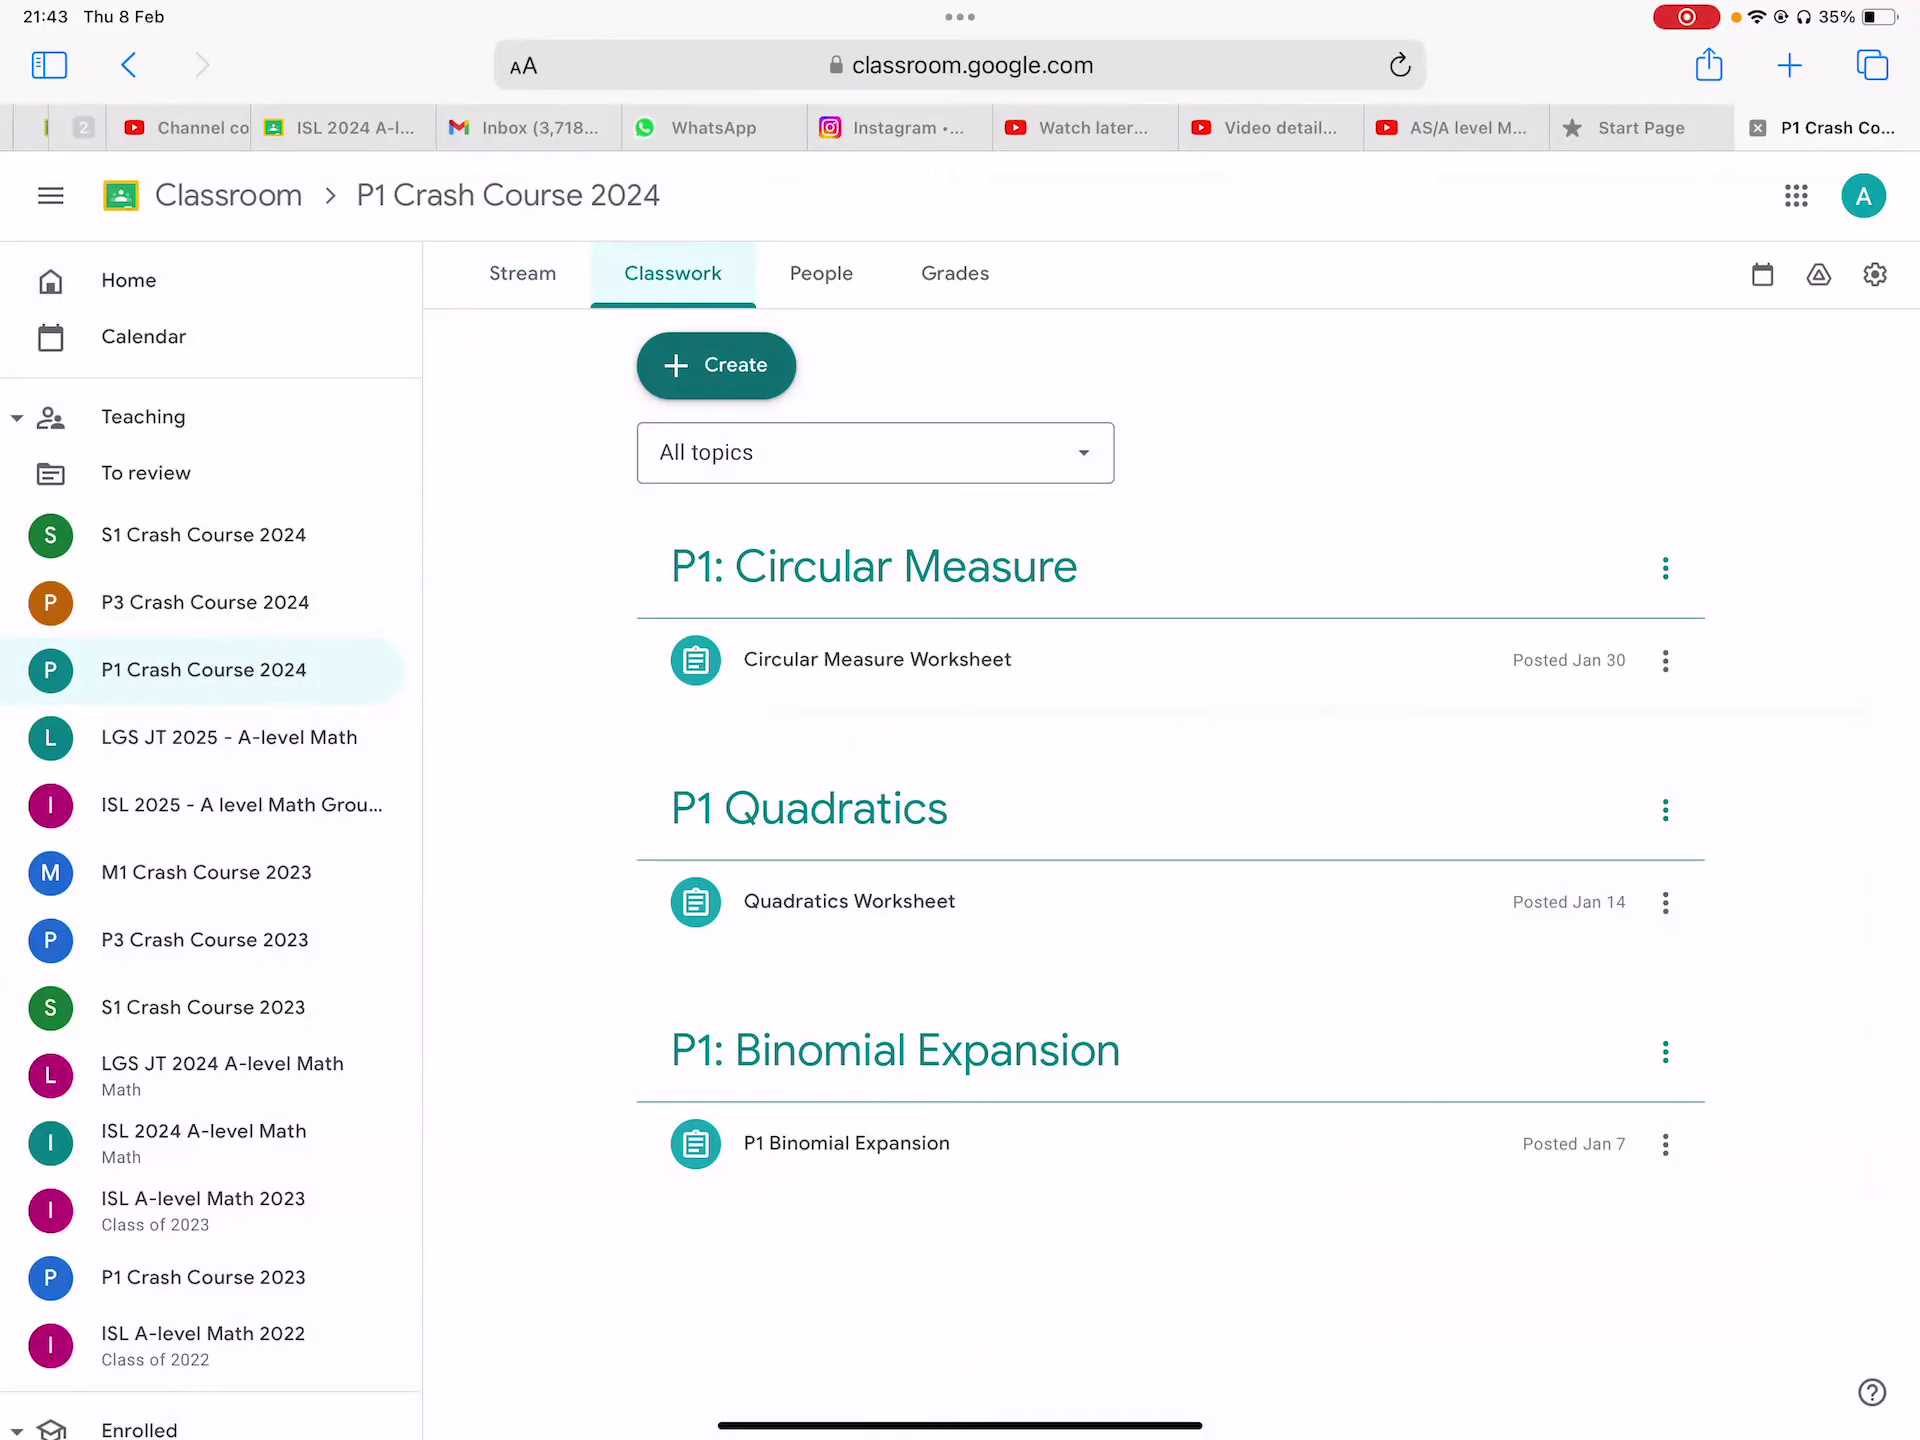 21:43 Thu 8 Feb
35%
AA classroom.google.com
2 Channel co ISL 2024 A-l... Inbox (3,718... WhatsApp Instagram •... Watch later... Video detail... AS/A level M... Start Page P1 Crash Co...
Classroom > P1 Crash Course 2024
A
Home
Calendar
Teaching
To review
S S1 Crash Course 2024
P P3 Crash Course 2024
P P1 Crash Course 2024
L LGS JT 2025 - A-level Math
I ISL 2025 - A level Math Grou...
M M1 Crash Course 2023
P P3 Crash Course 2023
S S1 Crash Course 2023
L LGS JT 2024 A-level Math
Math
I ISL 2024 A-level Math
Math
I ISL A-level Math 2023
Class of 2023
P P1 Crash Course 2023
I ISL A-level Math 2022
Class of 2022
Enrolled
Stream Classwork People Grades
Create
All topics
P1: Circular Measure
Circular Measure Worksheet Posted Jan 30
P1 Quadratics
Quadratics Worksheet Posted Jan 14
P1: Binomial Expansion
P1 Binomial Expansion Posted Jan 7